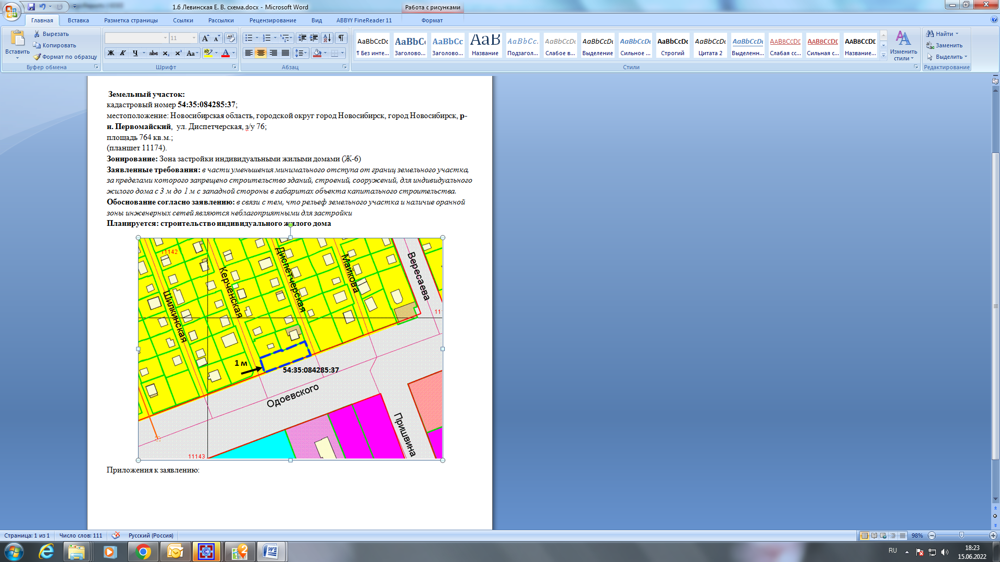 1.6 Левинская Е. В. схема.docx - Microsoft Word
Работа с рисунками
Главная
Вставка
Разметка страницы
Ссылки
Рассылки
Рецензирование
Вид
ABBYY FineReader 11
Формат
Вставить
Вырезать
Копировать
Формат по образцу
Буфер обмена
11
Шрифт
Абзац
AaBbCcDc AaBbCc AaBbCc AaB AaBbCc. AaBbCcDc AaBbCcDc AaBbCcDc AaBbCcDc AaBbCcDc AaBbCcDc AABBCCDE AABBCCDE AABBCCDE
¶ Без инте... Заголово... Заголово... Название Подзагол... Слабое в... Выделение Сильное ... Строгий Цитата 2 Выделенн... Слабая сс... Сильная с... Название...
Изменить стили
Стили
Найти
Заменить
Выделить
Редактирование
Земельный участок:
кадастровый номер 54:35:084285:37;
местоположение: Новосибирская область, городской округ город Новосибирск, город Новосибирск, р-
н. Первомайский, ул. Диспетчерская, з/у 76;
площадь 764 кв.м.;
(планшет 11174).
Зонирование: Зона застройки индивидуальными жилыми домами (Ж-6)
Заявленные требования: в части уменьшения минимального отступа от границ земельного участка,
за пределами которого запрещено строительство зданий, строений, сооружений, для индивидуального
жилого дома с 3 м до 1 м с западной стороны в габаритах объекта капитального строительства.
Обоснование согласно заявлению: в связи с тем, что рельеф земельного участка и наличие оранной
зоны инженерных сетей являются неблагоприятными для застройки
Планируется: строительство индивидуального жилого дома
11142
Шилкинская
Керченская
Диспетчерская
Майкова
Вересаева
11
1 м
54:35:084285:37
Одоевского
Пришвина
11143
Приложения к заявлению:
Страница: 1 из 1
Число слов: 111
Русский (Россия)
98%
RU
18:23
15.06.2022